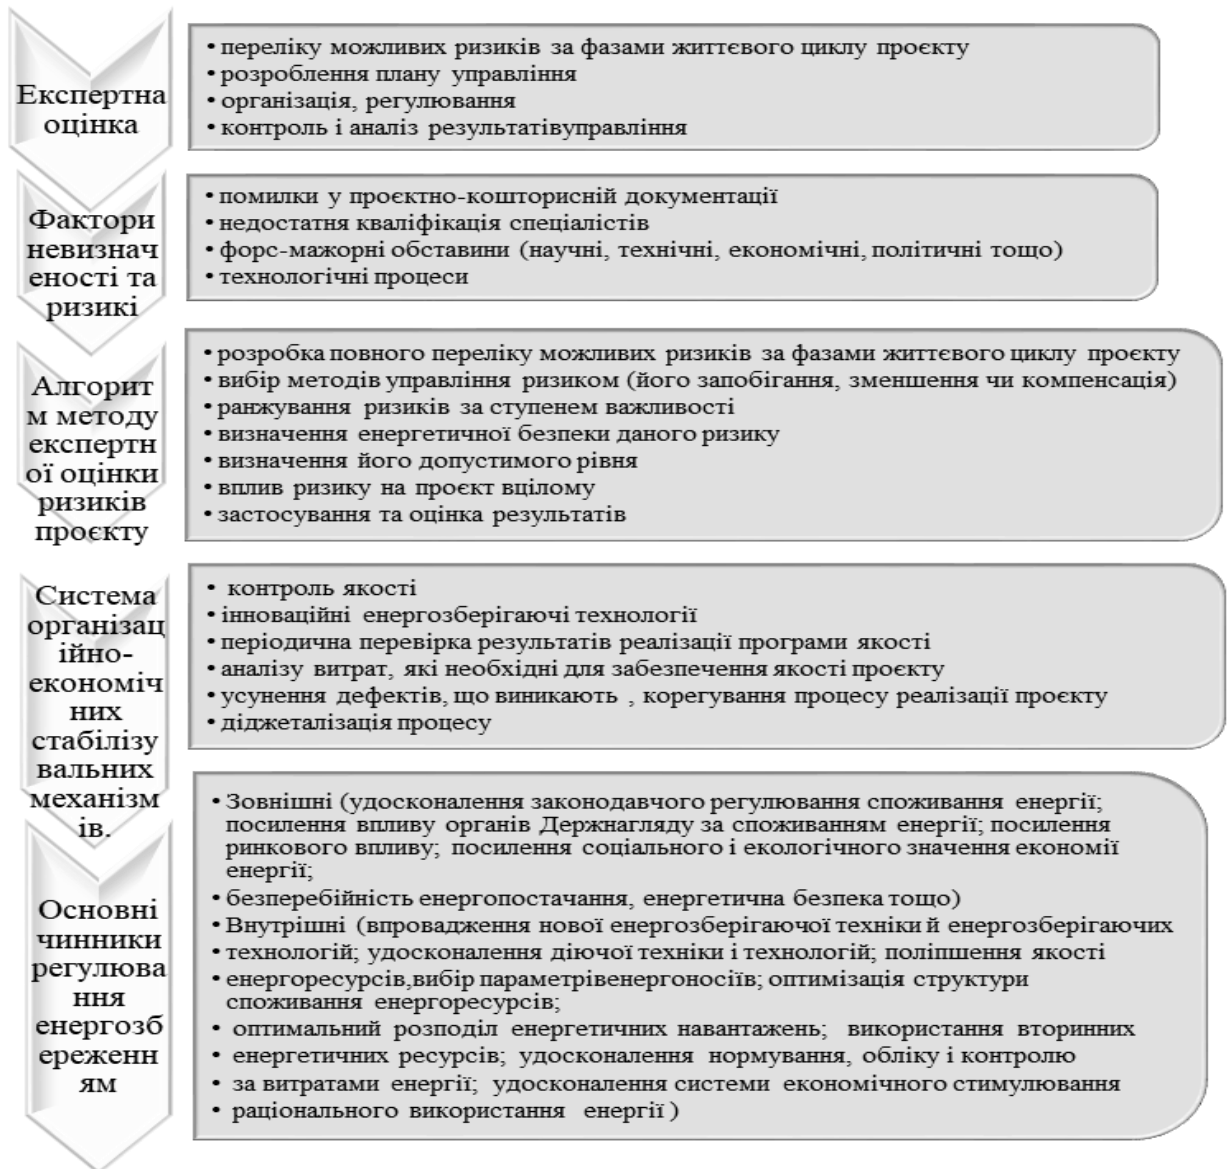 Експертна
оцінка
• переліку можливих ризиків за фазами життєвого циклу проєкту
• розроблення плану управління
• організація, регулювання
• контроль і аналіз результатівуправління
Фактори
невизнач
еності та
ризикі
• помилки у проєктно-кошторисній документації
• недостатня кваліфікація спеціалістів
• форс-мажорні обставини (научні, технічні, економічні, політичні тощо)
• технологічні процеси
Алгорит
м методу
експертн
ої оцінки
ризиків
проєкту
• розробка повного переліку можливих ризиків за фазами життєвого циклу проєкту
• вибір методів управління ризиком (його запобігання, зменшення чи компенсація)
• ранжування ризиків за ступенем важливості
• визначення енергетичної безпеки даного ризику
• визначення його допустимого рівня
• вплив ризику на проєкт вцілому
• застосування та оцінка результатів
Система
організац
ійно-
економіч
них
стабілізу
вальних
механізм
ів.
• контроль якості
• інноваційні енергозберігаючі технології
• періодична перевірка результатів реалізації програми якості
• аналізу витрат, які необхідні для забезпечення якості проєкту
• усунення дефектів, що виникають , корегування процесу реалізації проєкту
• діджеталізація процесу
Основні
чинники
регулюва
ння
енергозб
ереженн
ям
• Зовнішні (удосконалення законодавчого регулювання споживання енергії;
посилення впливу органів Держнагляду за споживанням енергії; посилення
ринкового впливу; посилення соціального і екологічного значення економії
енергії;
• безперебійність енергопостачання, енергетична безпека тощо)
• Внутрішні (впровадження нової енергозберігаючої техніки й енергозберігаючих
• технологій; удосконалення діючої техніки і технологій; поліпшення якості
• енергоресурсів,вибір параметрівенергоносіїв; оптимізація структури
споживання енергоресурсів;
• оптимальний розподіл енергетичних навантажень; використання вторинних
• енергетичних ресурсів; удосконалення нормування, обліку і контролю
• за витратами енергії; удосконалення системи економічного стимулювання
• раціонального використання енергії )